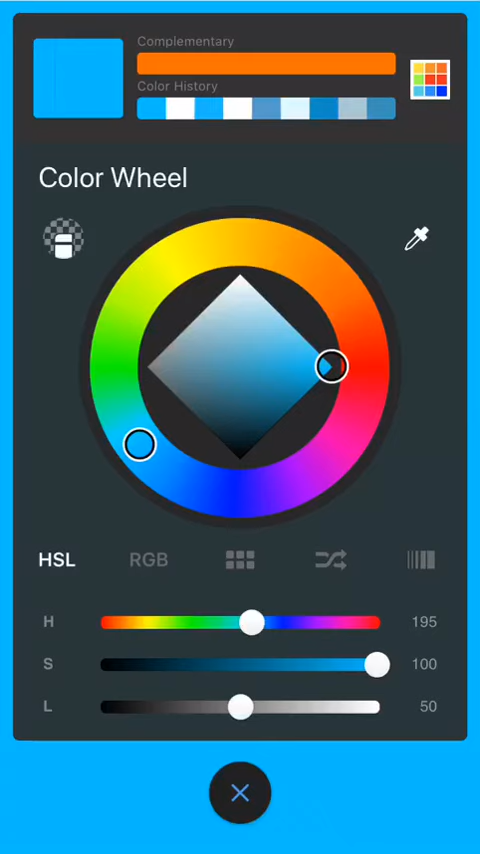 Complementary
Color History
Color Wheel
HSL RGB
H 195
S 100
L 50